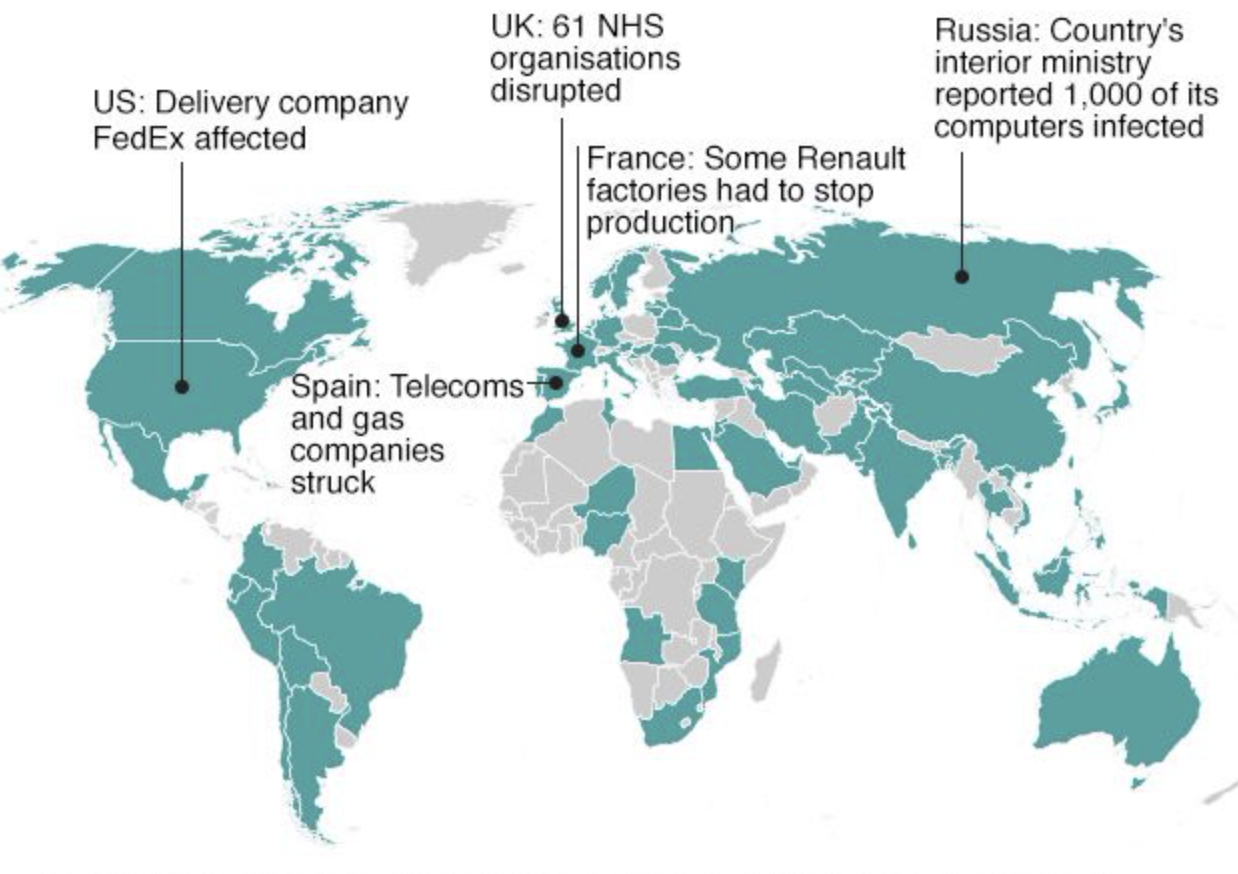 UK: 61 NHS
organisations
disrupted
Russia: Country's
interior ministry
reported 1,000 of its
computers infected
US: Delivery company
FedEx affected
France: Some Renault
factories had to stop
production
Spain: Telecoms
and gas
companies
struck